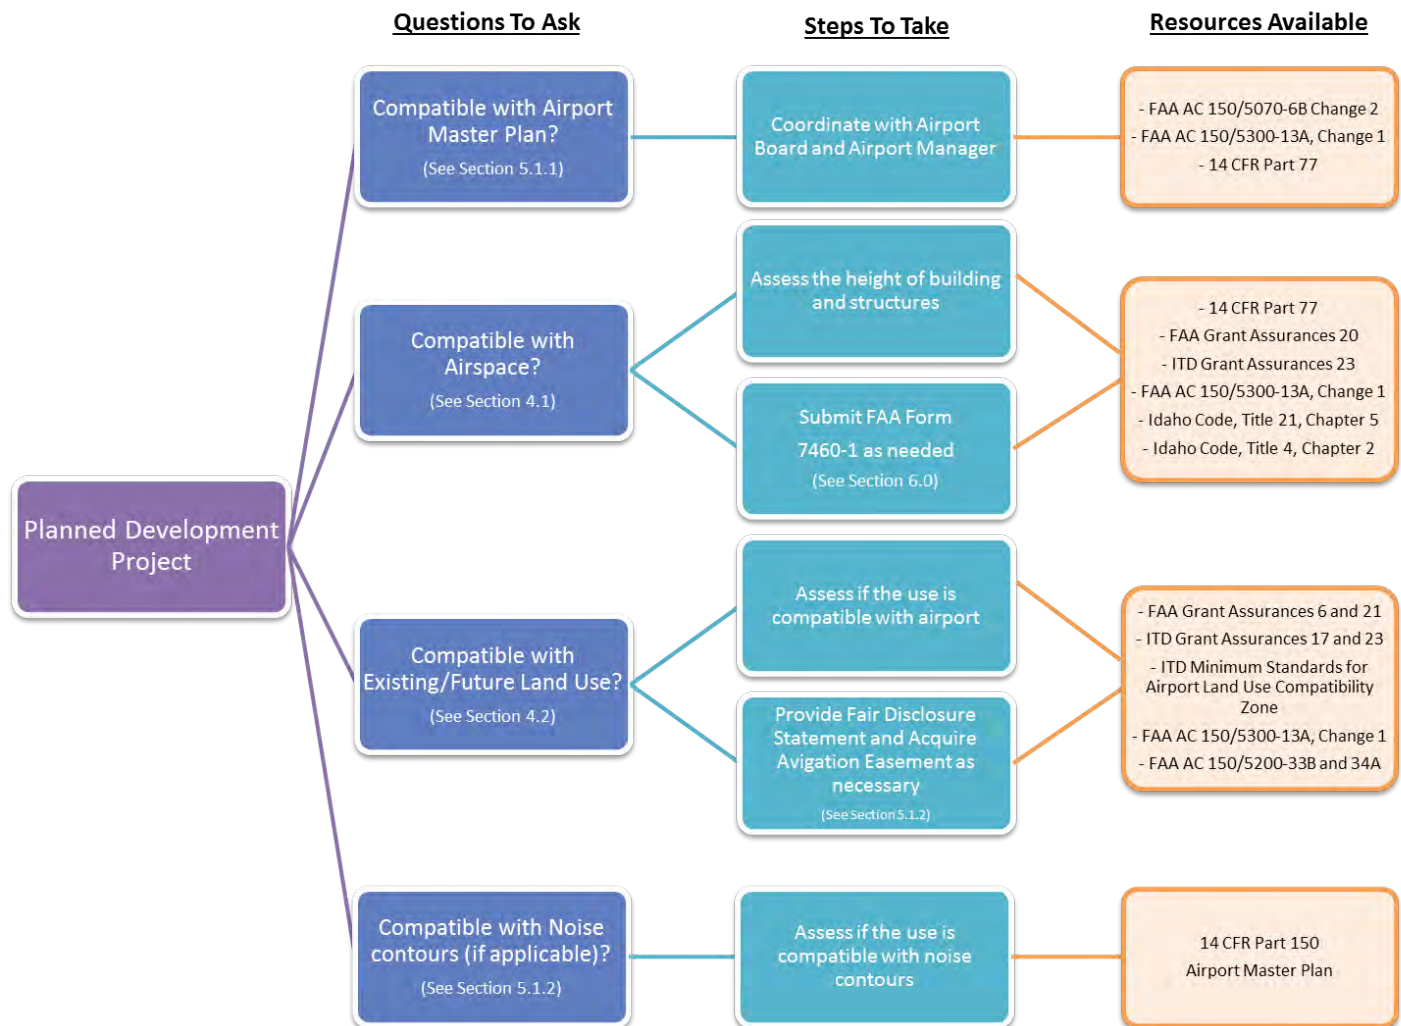 Questions To Ask
Steps To Take
Resources Available
Planned Development
Project
Compatible with Airport
Master Plan?
(See Section 5.1.1)
Coordinate with Airport
Board and Airport Manager
- FAA AC 150/5070-6B Change 2
- FAA AC 150/5300-13A, Change 1
- 14 CFR Part 77
Compatible with
Airspace?
(See Section 4.1)
Assess the height of building
and structures
Submit FAA Form
7460-1 as needed
(See Section 6.0)
- 14 CFR Part 77
- FAA Grant Assurances 20
- ITD Grant Assurances 23
- FAA AC 150/5300-13A, Change 1
- Idaho Code, Title 21, Chapter 5
- Idaho Code, Title 4, Chapter 2
Compatible with
Existing/Future Land Use?
(See Section 4.2)
Assess if the use is
compatible with airport
Provide Fair Disclosure
Statement and Acquire
Avigation Easement as
necessary
(See Section 5.1.2)
- FAA Grant Assurances 6 and 21
- ITD Grant Assurances 17 and 23
- ITD Minimum Standards for
Airport Land Use Compatibility
Zone
- FAA AC 150/5300-13A, Change 1
- FAA AC 150/5200-33B and 34A
Compatible with Noise
contours (if applicable)?
(See Section 5.1.2)
Assess if the use is
compatible with noise
contours
14 CFR Part 150
Airport Master Plan